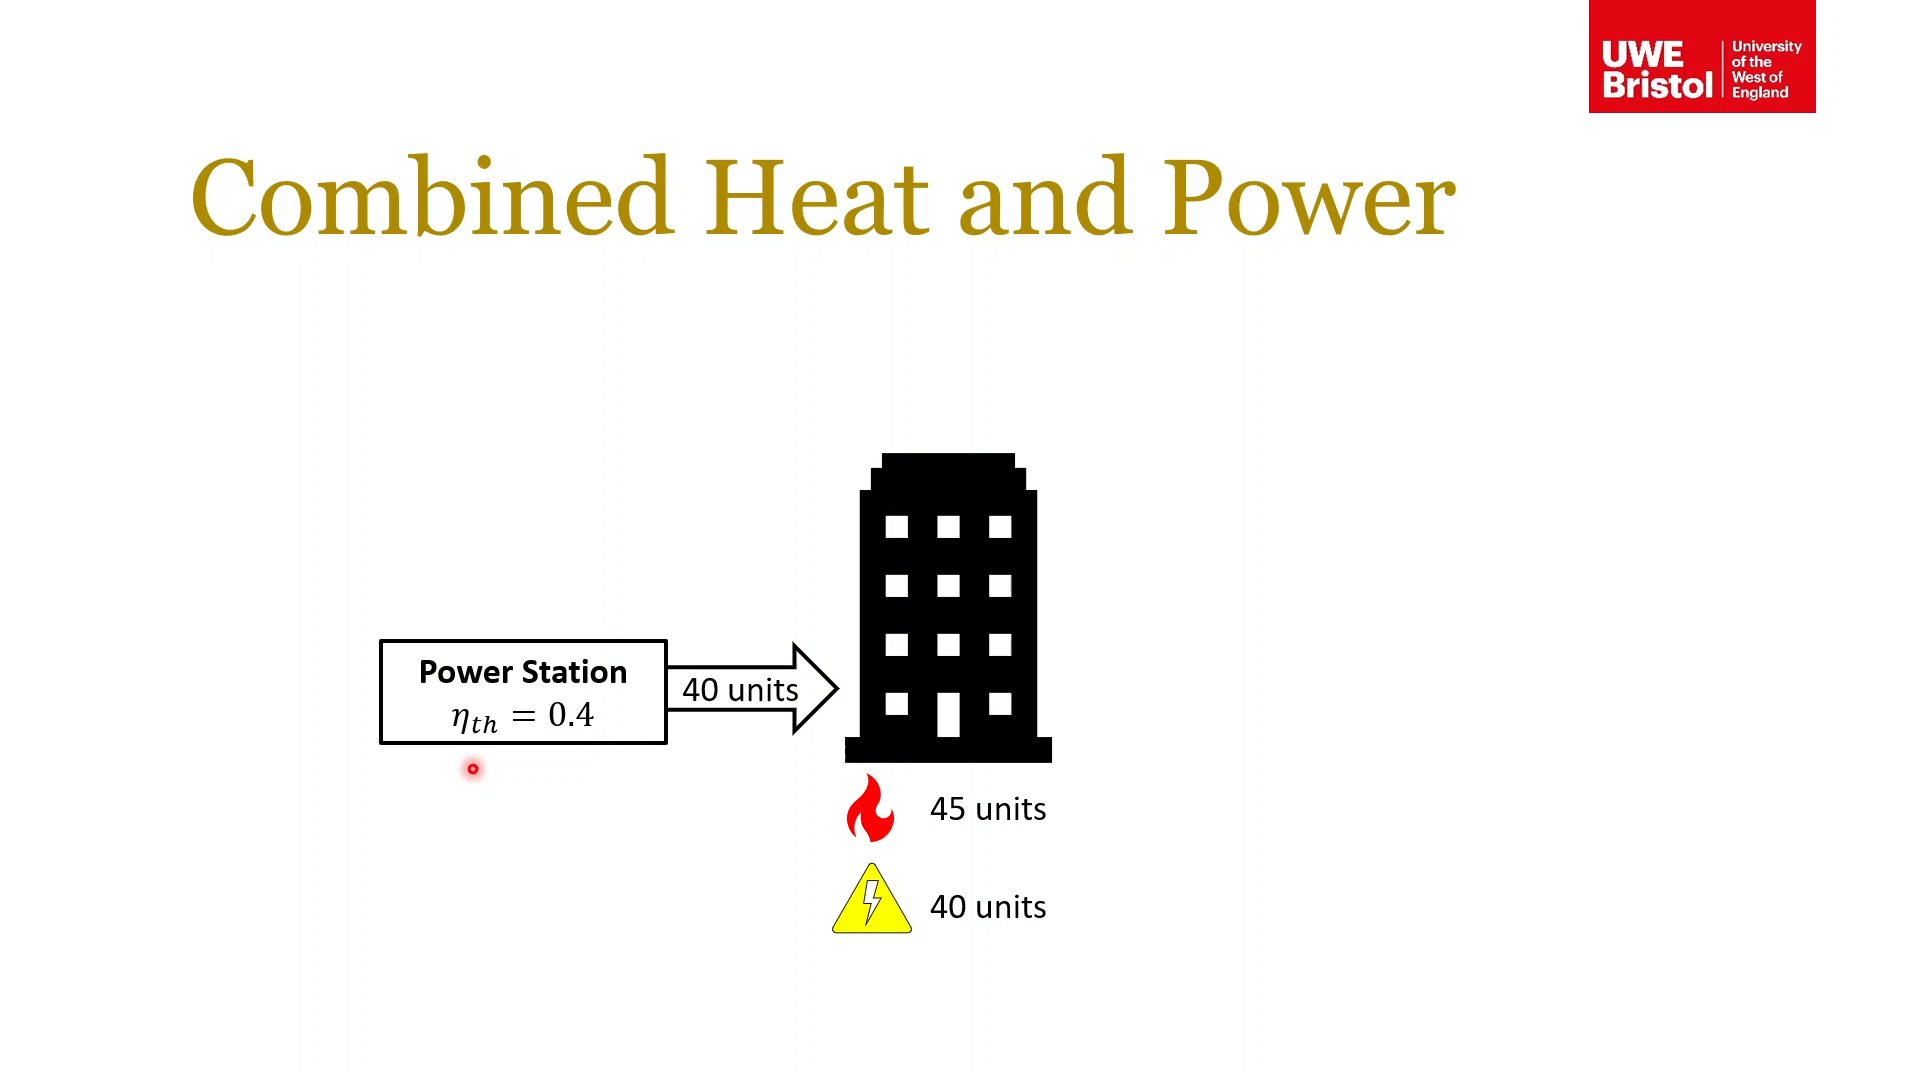 UWE
Bristol
University
of the
West of
England
Combined Heat and Power
Power Station
η_th = 0.4
40 units
45 units
40 units